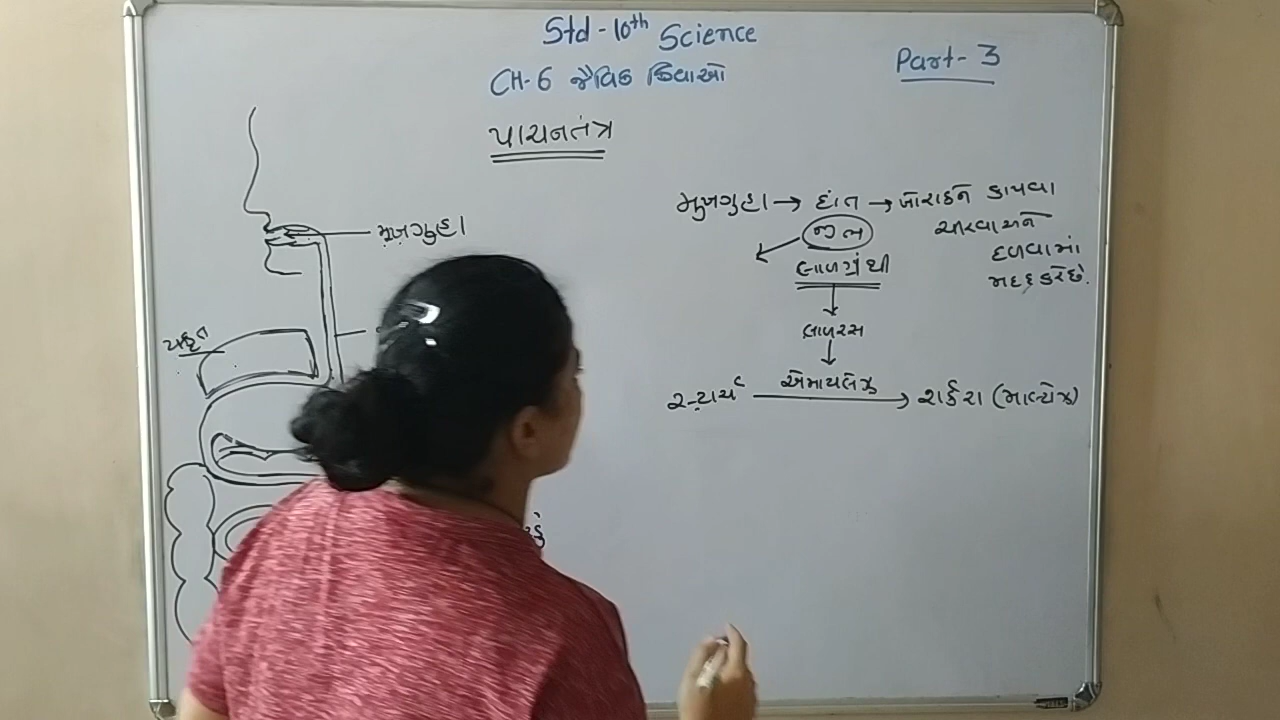 Std - 10th Science
CH-6 જૈવિક ક્રિયાઓ
Part - 3
પાચનતંત્ર
મુખગુહા
યકૃત
મુખગુહા → દાંત → ખોરાકને કાપવા
ચાવવા અને
દળવામાં
મદદ કરે છે.
જીભ
લાળગ્રંથી
લાળરસ
સ્ટાર્ચ એમાયલેઝ → શર્કરા (માલ્ટોઝ)